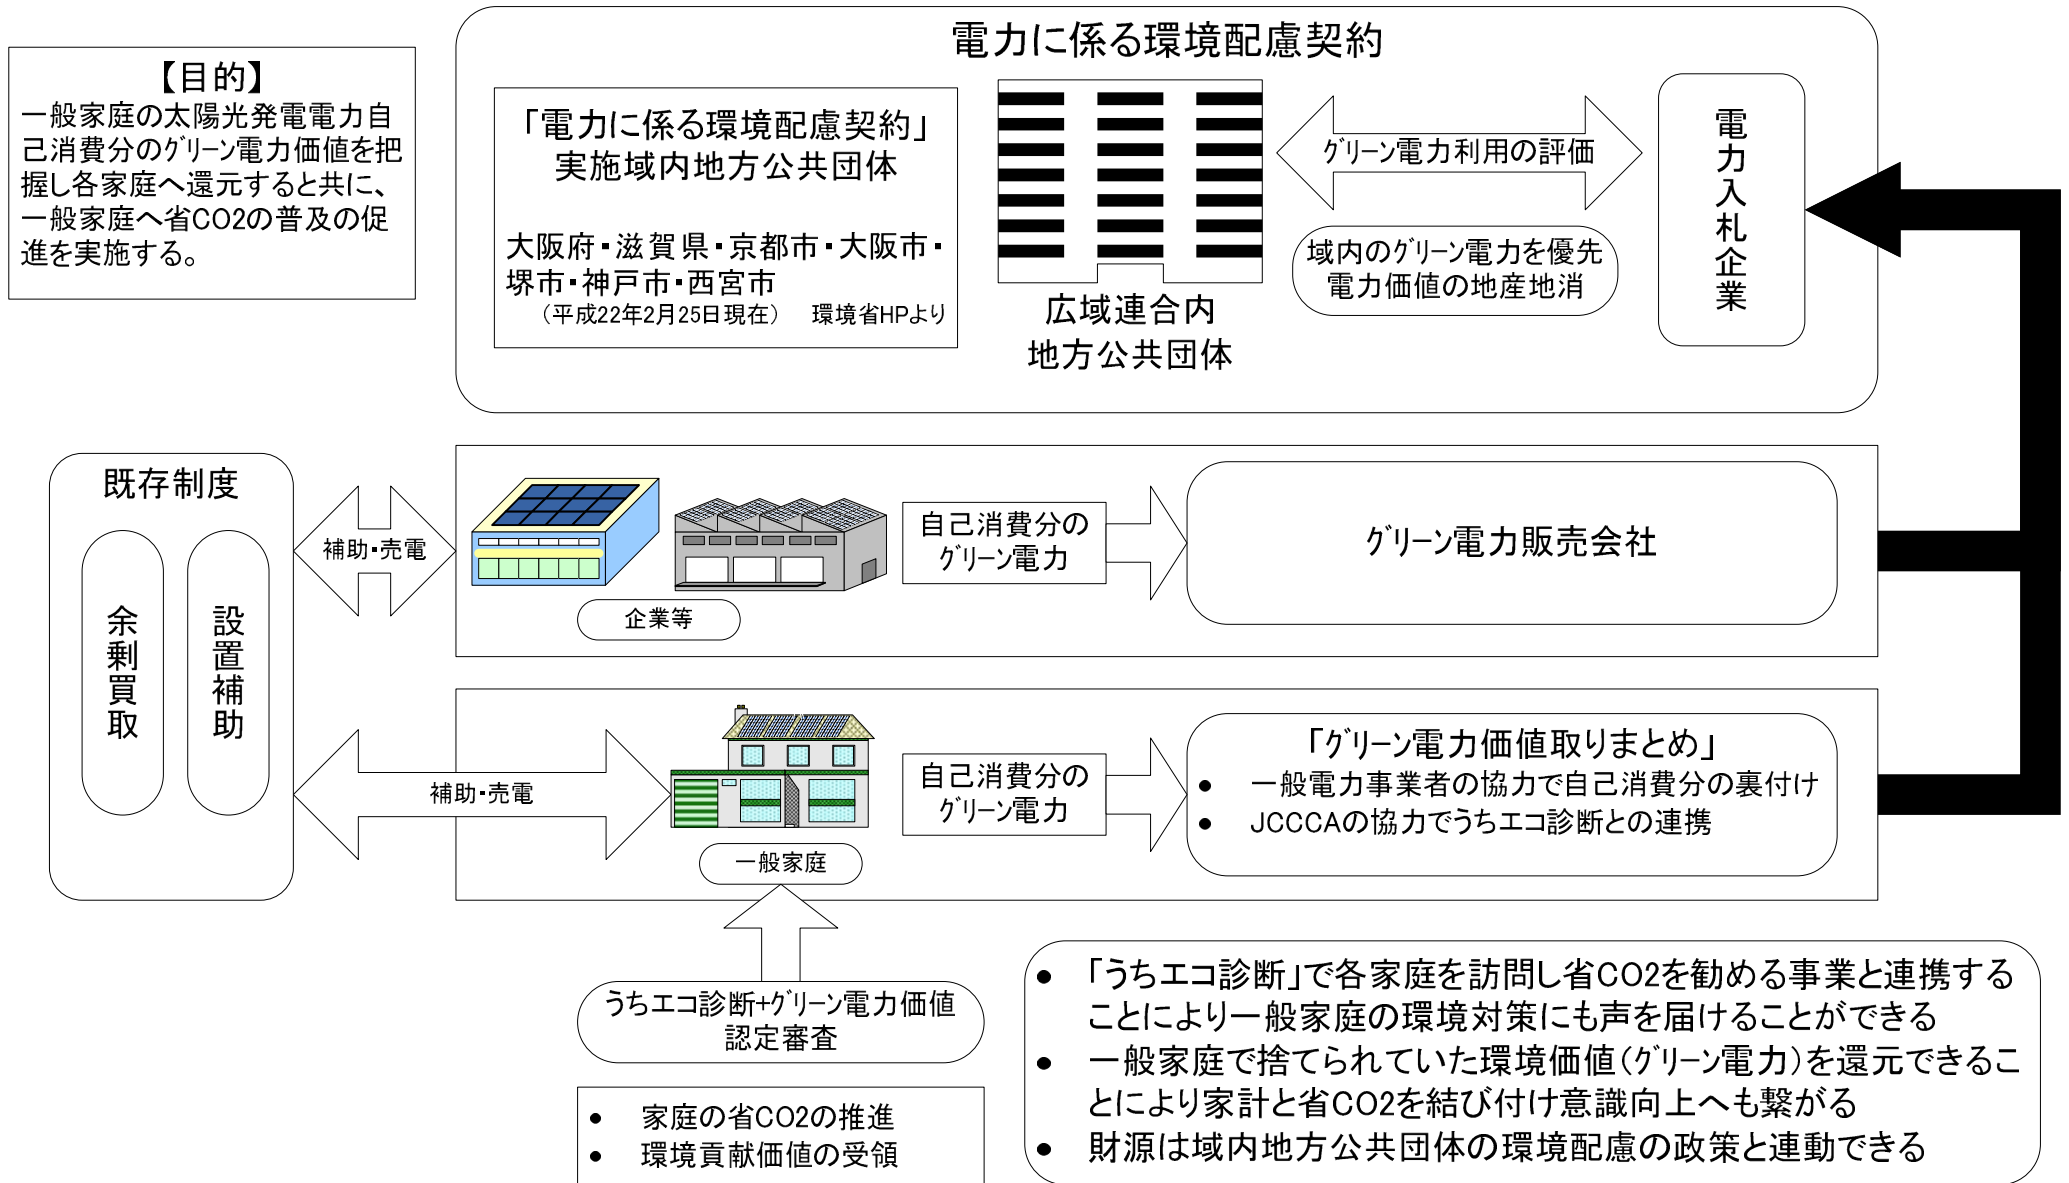 電力に係る環境配慮契約
【目的】
一般家庭の太陽光発電電力自
己消費分のグリーン電力価値を把
握し各家庭へ還元すると共に、
一般家庭へ省CO2の普及の促
進を実施する。
「電力に係る環境配慮契約」
実施域内地方公共団体
大阪府・滋賀県・京都市・大阪市・
堺市・神戸市・西宮市
（平成22年2月25日現在）　環境省HPより
広域連合内
地方公共団体
グリーン電力利用の評価
域内のグリーン電力を優先
電力価値の地産地消
電力入札企業
既存制度
余剰買取
設置補助
補助・売電
企業等
自己消費分の
グリーン電力
グリーン電力販売会社
補助・売電
一般家庭
自己消費分の
グリーン電力
「グリーン電力価値取りまとめ」
● 一般電力事業者の協力で自己消費分の裏付け
● JCCCAの協力でうちエコ診断との連携
うちエコ診断+グリーン電力価値
認定審査
● 家庭の省CO2の推進
● 環境貢献価値の受領
● 「うちエコ診断」で各家庭を訪問し省CO2を勧める事業と連携する
ことにより一般家庭の環境対策にも声を届けることができる
● 一般家庭で捨てられていた環境価値（グリーン電力）を還元できるこ
とにより家計と省CO2を結び付け意識向上へも繋がる
● 財源は域内地方公共団体の環境配慮の政策と連動できる